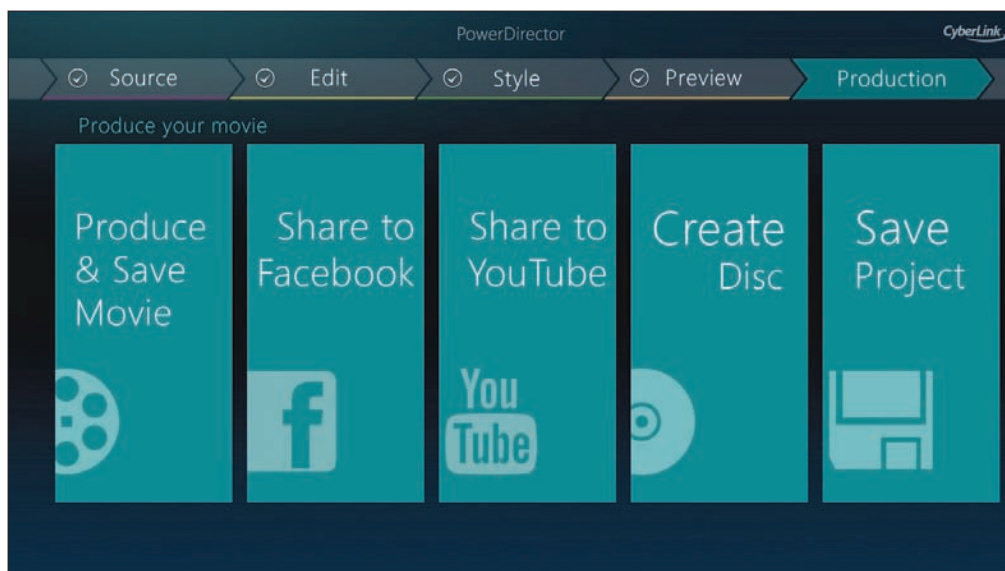 PowerDirector
CyberLink
Source
Edit
Style
Preview
Production
Produce your movie
Produce
& Save
Movie
Share to
Facebook
Share to
YouTube
Create
Disc
Save
Project
f
You
Tube